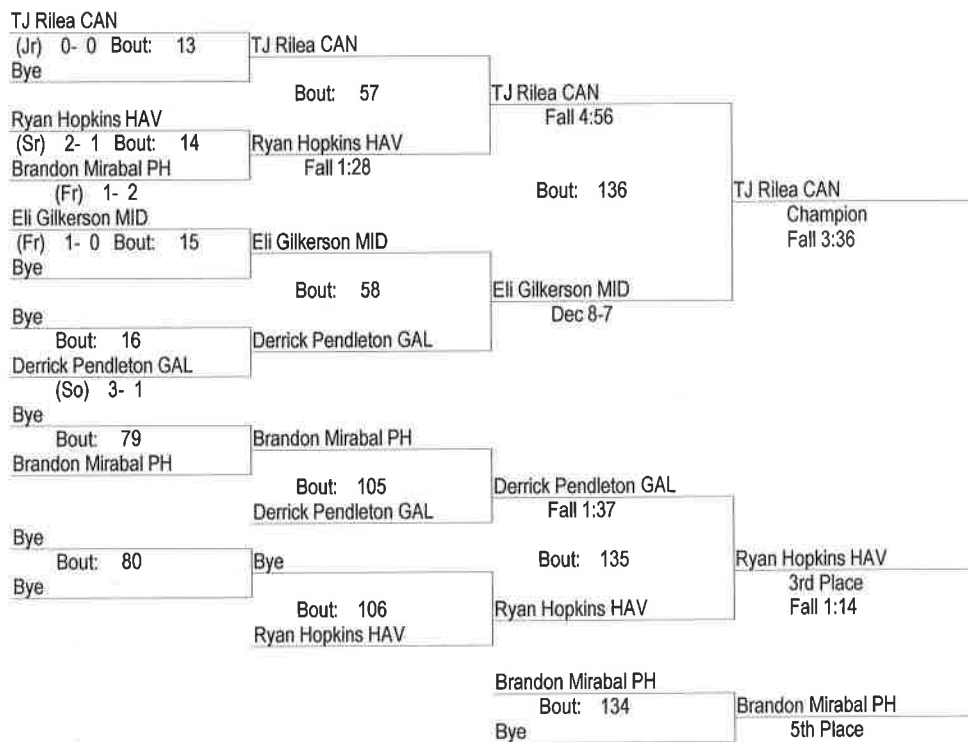 TJ Rilea CAN
(Jr) 0- 0 Bout: 13
Bye
TJ Rilea CAN
Bout: 57
Ryan Hopkins HAV
(Sr) 2- 1 Bout: 14
Brandon Mirabal PH
(Fr) 1- 2
Ryan Hopkins HAV
Fall 1:28
TJ Rilea CAN
Fall 4:56
Bout: 136
TJ Rilea CAN
Champion
Fall 3:36
Eli Gilkerson MID
(Fr) 1- 0 Bout: 15
Bye
Eli Gilkerson MID
Bout: 58
Eli Gilkerson MID
Dec 8-7
Bye
Bout: 16
Derrick Pendleton GAL
(So) 3- 1
Derrick Pendleton GAL
Bye
Bout: 79
Brandon Mirabal PH
Brandon Mirabal PH
Bout: 105
Derrick Pendleton GAL
Derrick Pendleton GAL
Fall 1:37
Bout: 135
Bye
Bout: 80
Bye
Bye
Bout: 106
Ryan Hopkins HAV
Ryan Hopkins HAV
Ryan Hopkins HAV
3rd Place
Fall 1:14
Brandon Mirabal PH
Bout: 134
Bye
Brandon Mirabal PH
5th Place